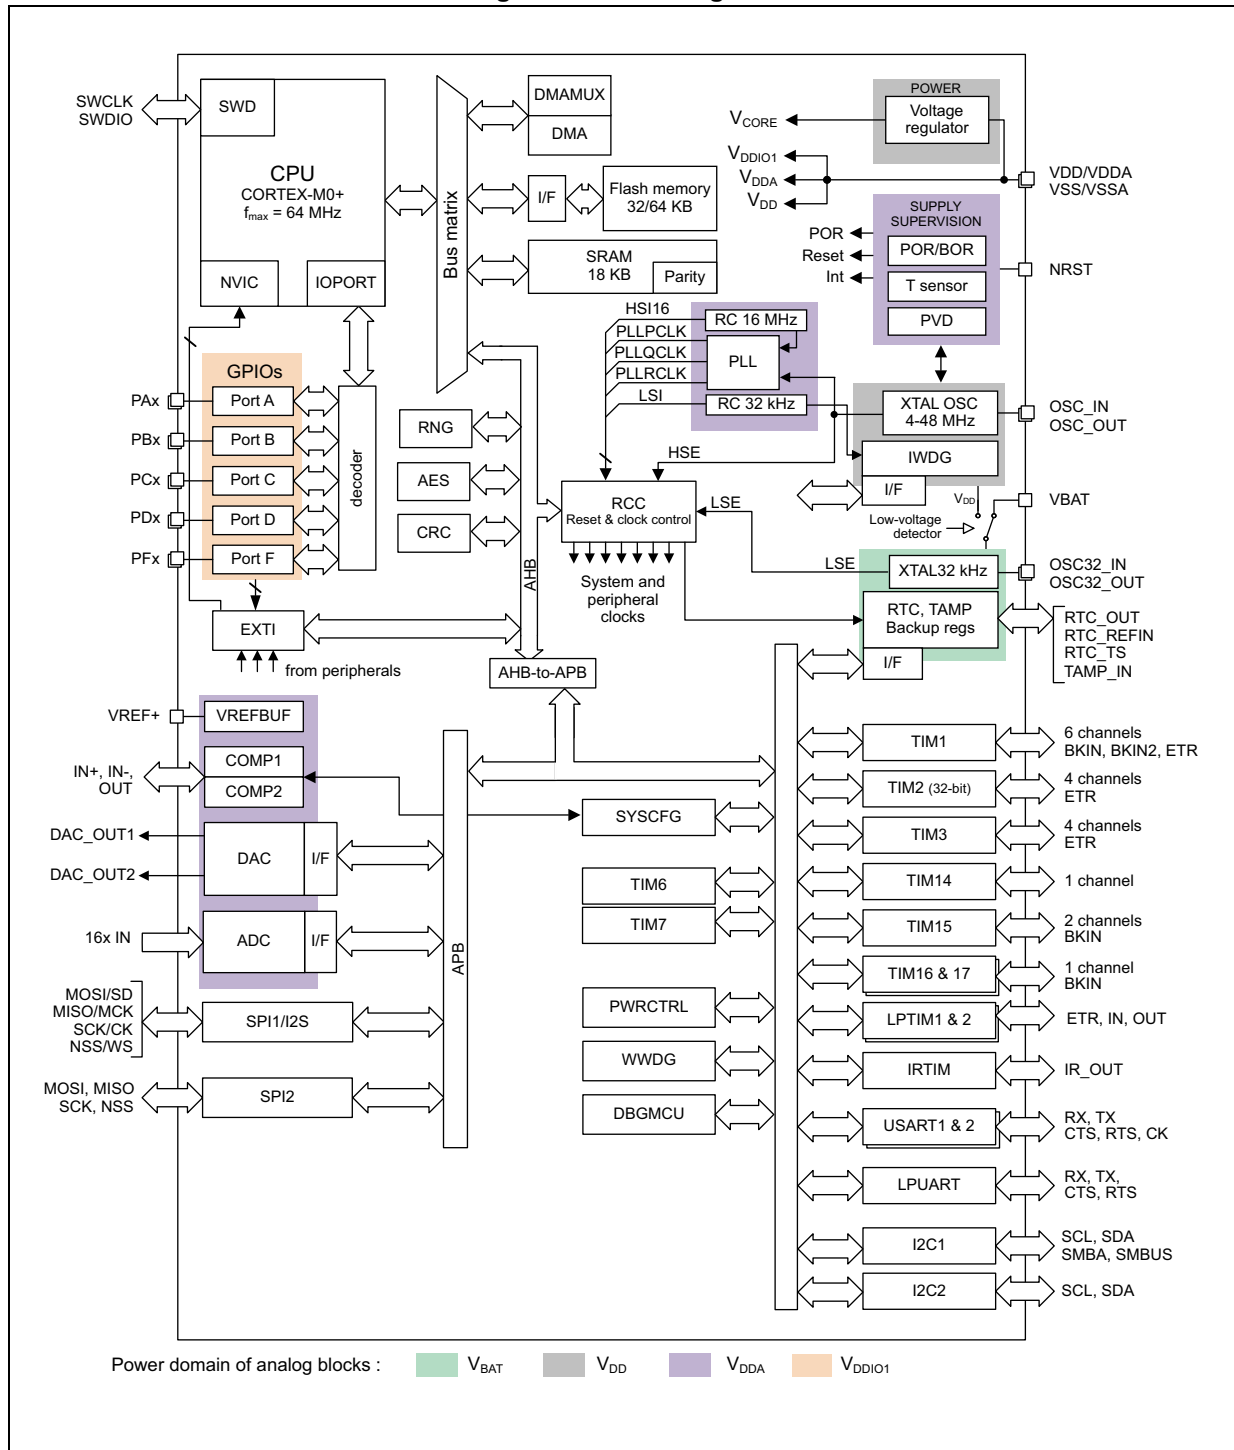 SWCLK
SWDIO
SWD
CPU
CORTEX-M0+
fmax = 64 MHz
NVIC
IOPORT
Bus matrix
DMAMUX
DMA
I/F
Flash memory
32/64 KB
SRAM
18 KB
Parity
POWER
Voltage
regulator
VCORE
VDDIO1
VDDA
VDD
VDD/VDDA
VSS/VSSA
SUPPLY
SUPERVISION
POR
Reset
Int
POR/BOR
T sensor
PVD
NRST
HSI16
PLLPCLK
PLLQCLK
PLLRCLK
LSI
RC 16 MHz
PLL
RC 32 kHz
GPIOs
PAx
Port A
PBx
Port B
PCx
Port C
PDx
Port D
PFx
Port F
decoder
RNG
AES
CRC
AHB
HSE
XTAL OSC
4-48 MHz
OSC_IN
OSC_OUT
IWDG
I/F
VDD
VBAT
Low-voltage
detector
RCC
Reset & clock control
LSE
LSE
System and
peripheral
clocks
XTAL32 kHz
OSC32_IN
OSC32_OUT
RTC, TAMP
Backup regs
I/F
RTC_OUT
RTC_REFIN
RTC_TS
TAMP_IN
EXTI
from peripherals
AHB-to-APB
VREF+
VREFBUF
IN+, IN-,
OUT
COMP1
COMP2
DAC_OUT1
DAC_OUT2
DAC
I/F
16x IN
ADC
I/F
MOSI/SD
MISO/MCK
SCK/CK
NSS/WS
SPI1/I2S
MOSI, MISO
SCK, NSS
SPI2
APB
SYSCFG
TIM6
TIM7
PWRCTRL
WWDG
DBGMCU
TIM1
6 channels
BKIN, BKIN2, ETR
TIM2 (32-bit)
4 channels
ETR
TIM3
4 channels
ETR
TIM14
1 channel
TIM15
2 channels
BKIN
TIM16 & 17
1 channel
BKIN
LPTIM1 & 2
ETR, IN, OUT
IRTIM
IR_OUT
USART1 & 2
RX, TX
CTS, RTS, CK
LPUART
RX, TX,
CTS, RTS
I2C1
SCL, SDA
SMBA, SMBUS
I2C2
SCL, SDA
Power domain of analog blocks :
VBAT
VDD
VDDA
VDDIO1